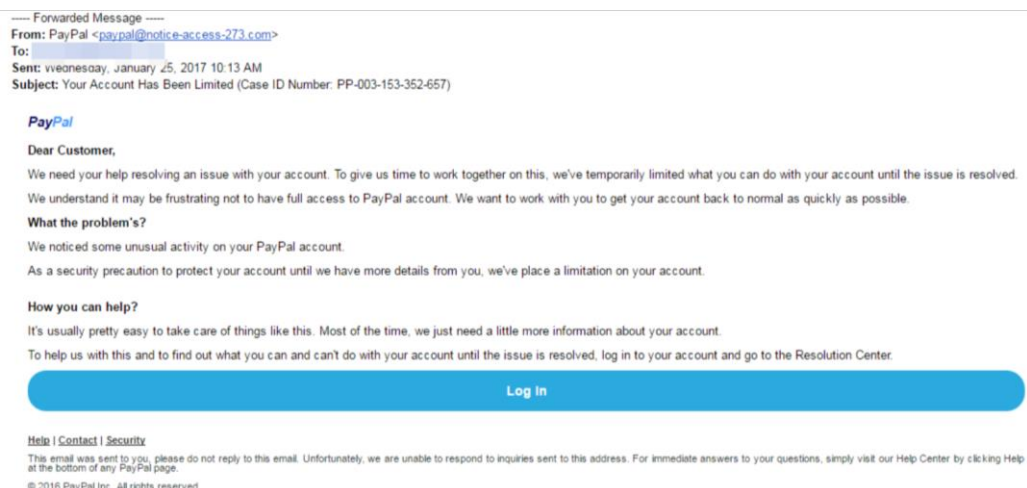 ----- Forwarded Message -----
From: PayPal <paypal@notice-access-273.com>
To:
Sent: Wednesday, January 25, 2017 10:13 AM
Subject: Your Account Has Been Limited (Case ID Number: PP-003-153-352-657)
PayPal
Dear Customer,
We need your help resolving an issue with your account. To give us time to work together on this, we've temporarily limited what you can do with your account until the issue is resolved.
We understand it may be frustrating not to have full access to PayPal account. We want to work with you to get your account back to normal as quickly as possible.
What the problem's?
We noticed some unusual activity on your PayPal account.
As a security precaution to protect your account until we have more details from you, we've place a limitation on your account.
How you can help?
It's usually pretty easy to take care of things like this. Most of the time, we just need a little more information about your account.
To help us with this and to find out what you can and can't do with your account until the issue is resolved, log in to your account and go to the Resolution Center.
Log In
Help | Contact | Security
This email was sent to you, please do not reply to this email. Unfortunately, we are unable to respond to inquiries sent to this address. For immediate answers to your questions, simply visit our Help Center by clicking Help
at the bottom of any PayPal page.
© 2016 PayPal Inc. All rights reserved